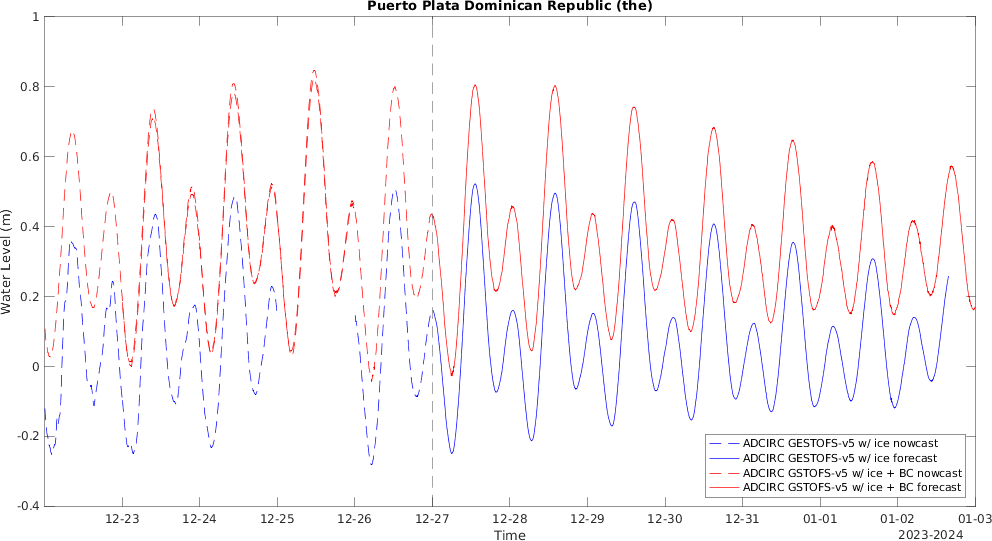 Puerto Plata Dominican Republic (the)
1
0.8
0.6
0.4
0.2
0
-0.2
-0.4
Water Level (m)
12-23 12-24 12-25 12-26 12-27 12-28 12-29 12-30 12-31 01-01 01-02 01-03
Time
2023-2024
ADCIRC GESTOFS-v5 w/ ice nowcast
ADCIRC GESTOFS-v5 w/ ice forecast
ADCIRC GSTOFS-v5 w/ ice + BC nowcast
ADCIRC GSTOFS-v5 w/ ice + BC forecast